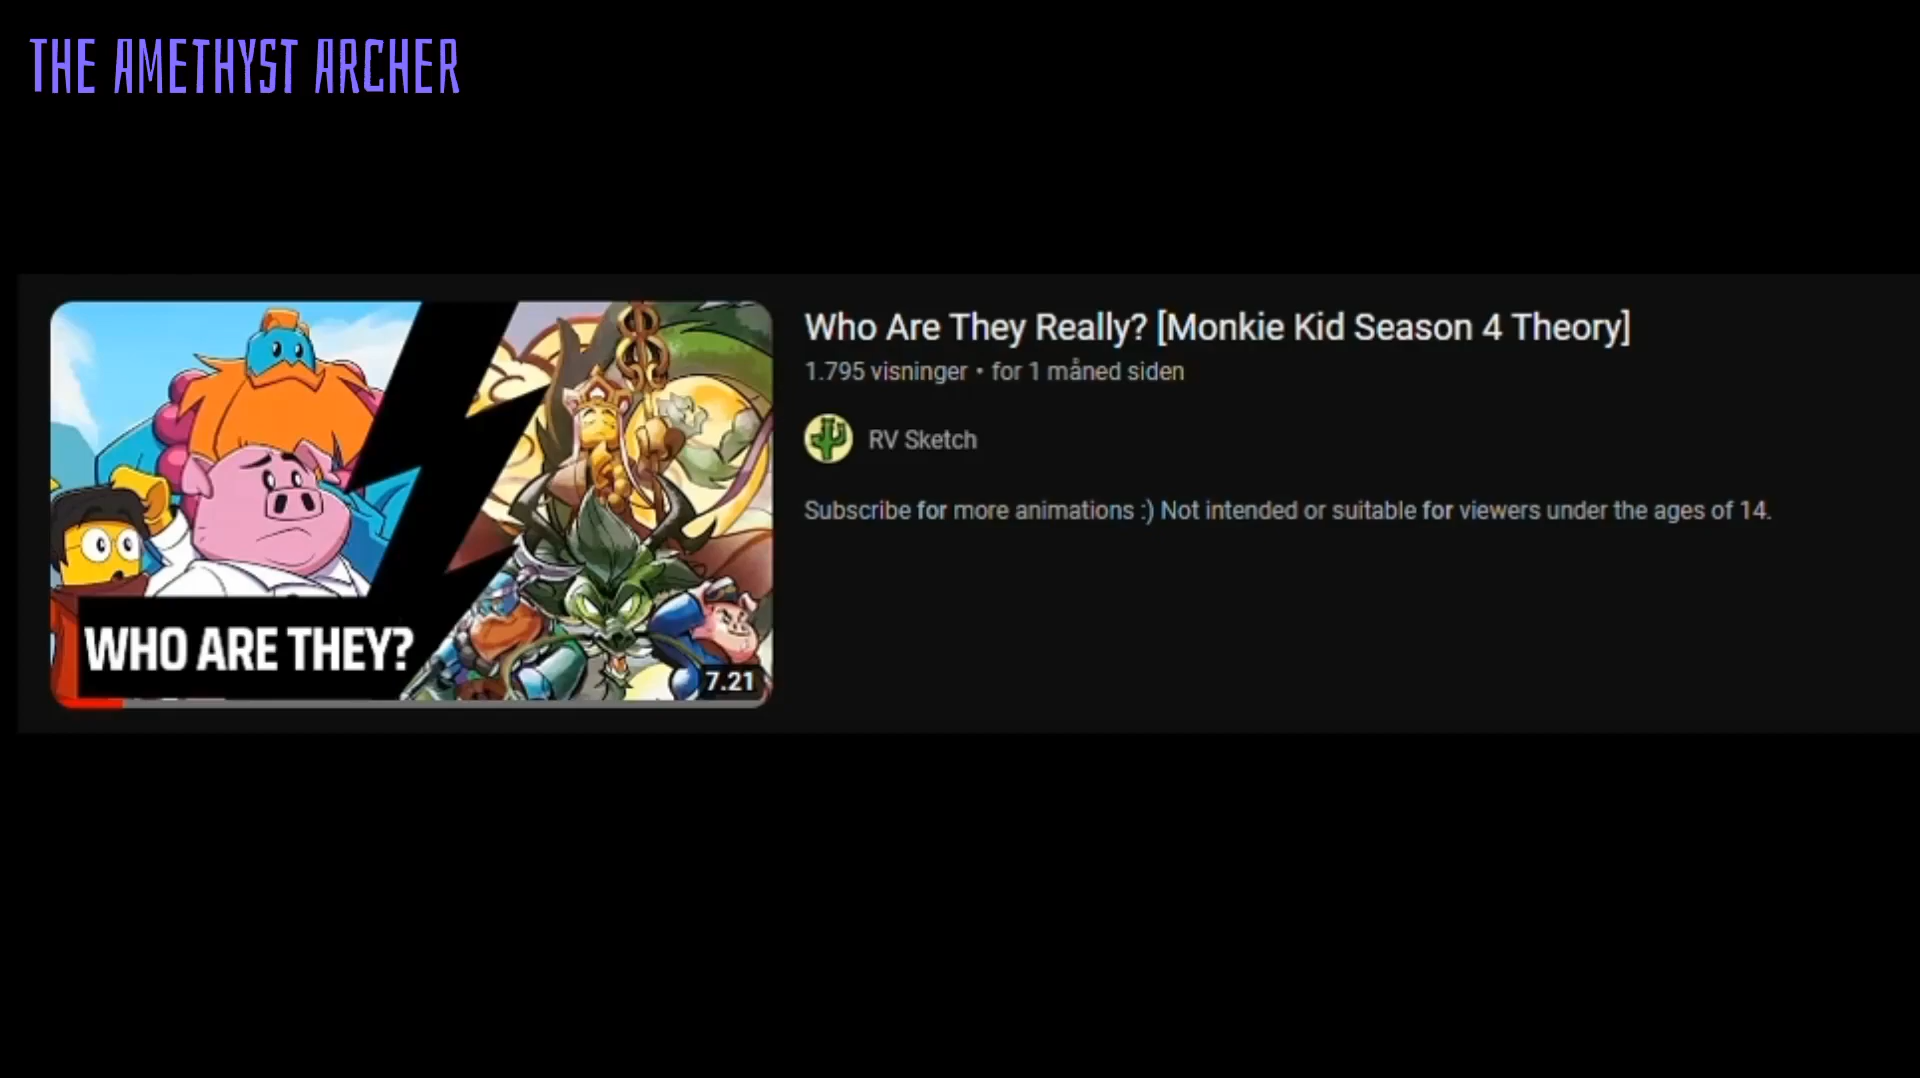 THE AMETHYST ARCHER
Who Are They Really? [Monkie Kid Season 4 Theory]
1.795 visninger • for 1 måned siden
RV Sketch
Subscribe for more animations :) Not intended or suitable for viewers under the ages of 14.
WHO ARE THEY?
7.21